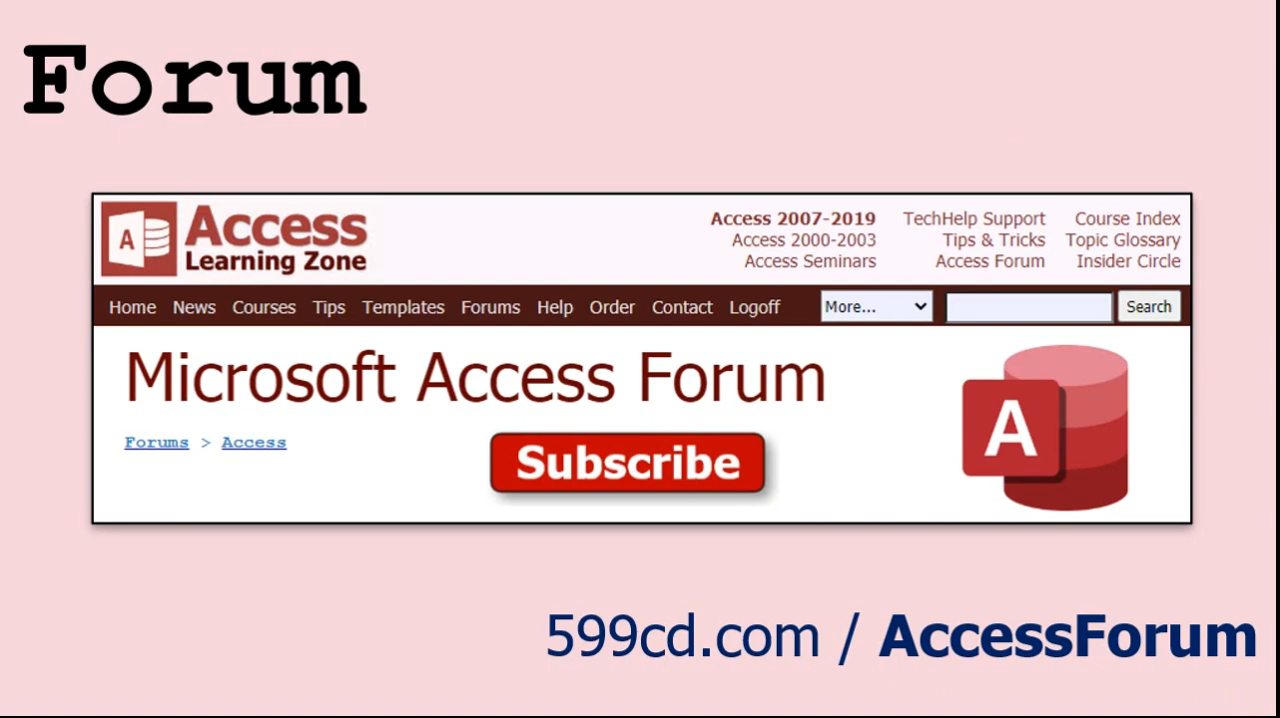 Forum
A Access
Learning Zone
Access 2007-2019 TechHelp Support Course Index
Access 2000-2003 Tips & Tricks Topic Glossary
Access Seminars Access Forum Insider Circle
Home News Courses Tips Templates Forums Help Order Contact Logoff More... Search
Microsoft Access Forum
A
Forums > Access
Subscribe
599cd.com / AccessForum